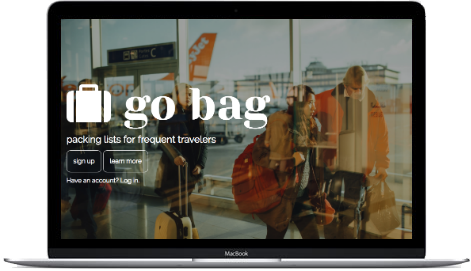 go bag
packing lists for frequent travelers
sign up
learn more
Have an account? Log in.
MacBook